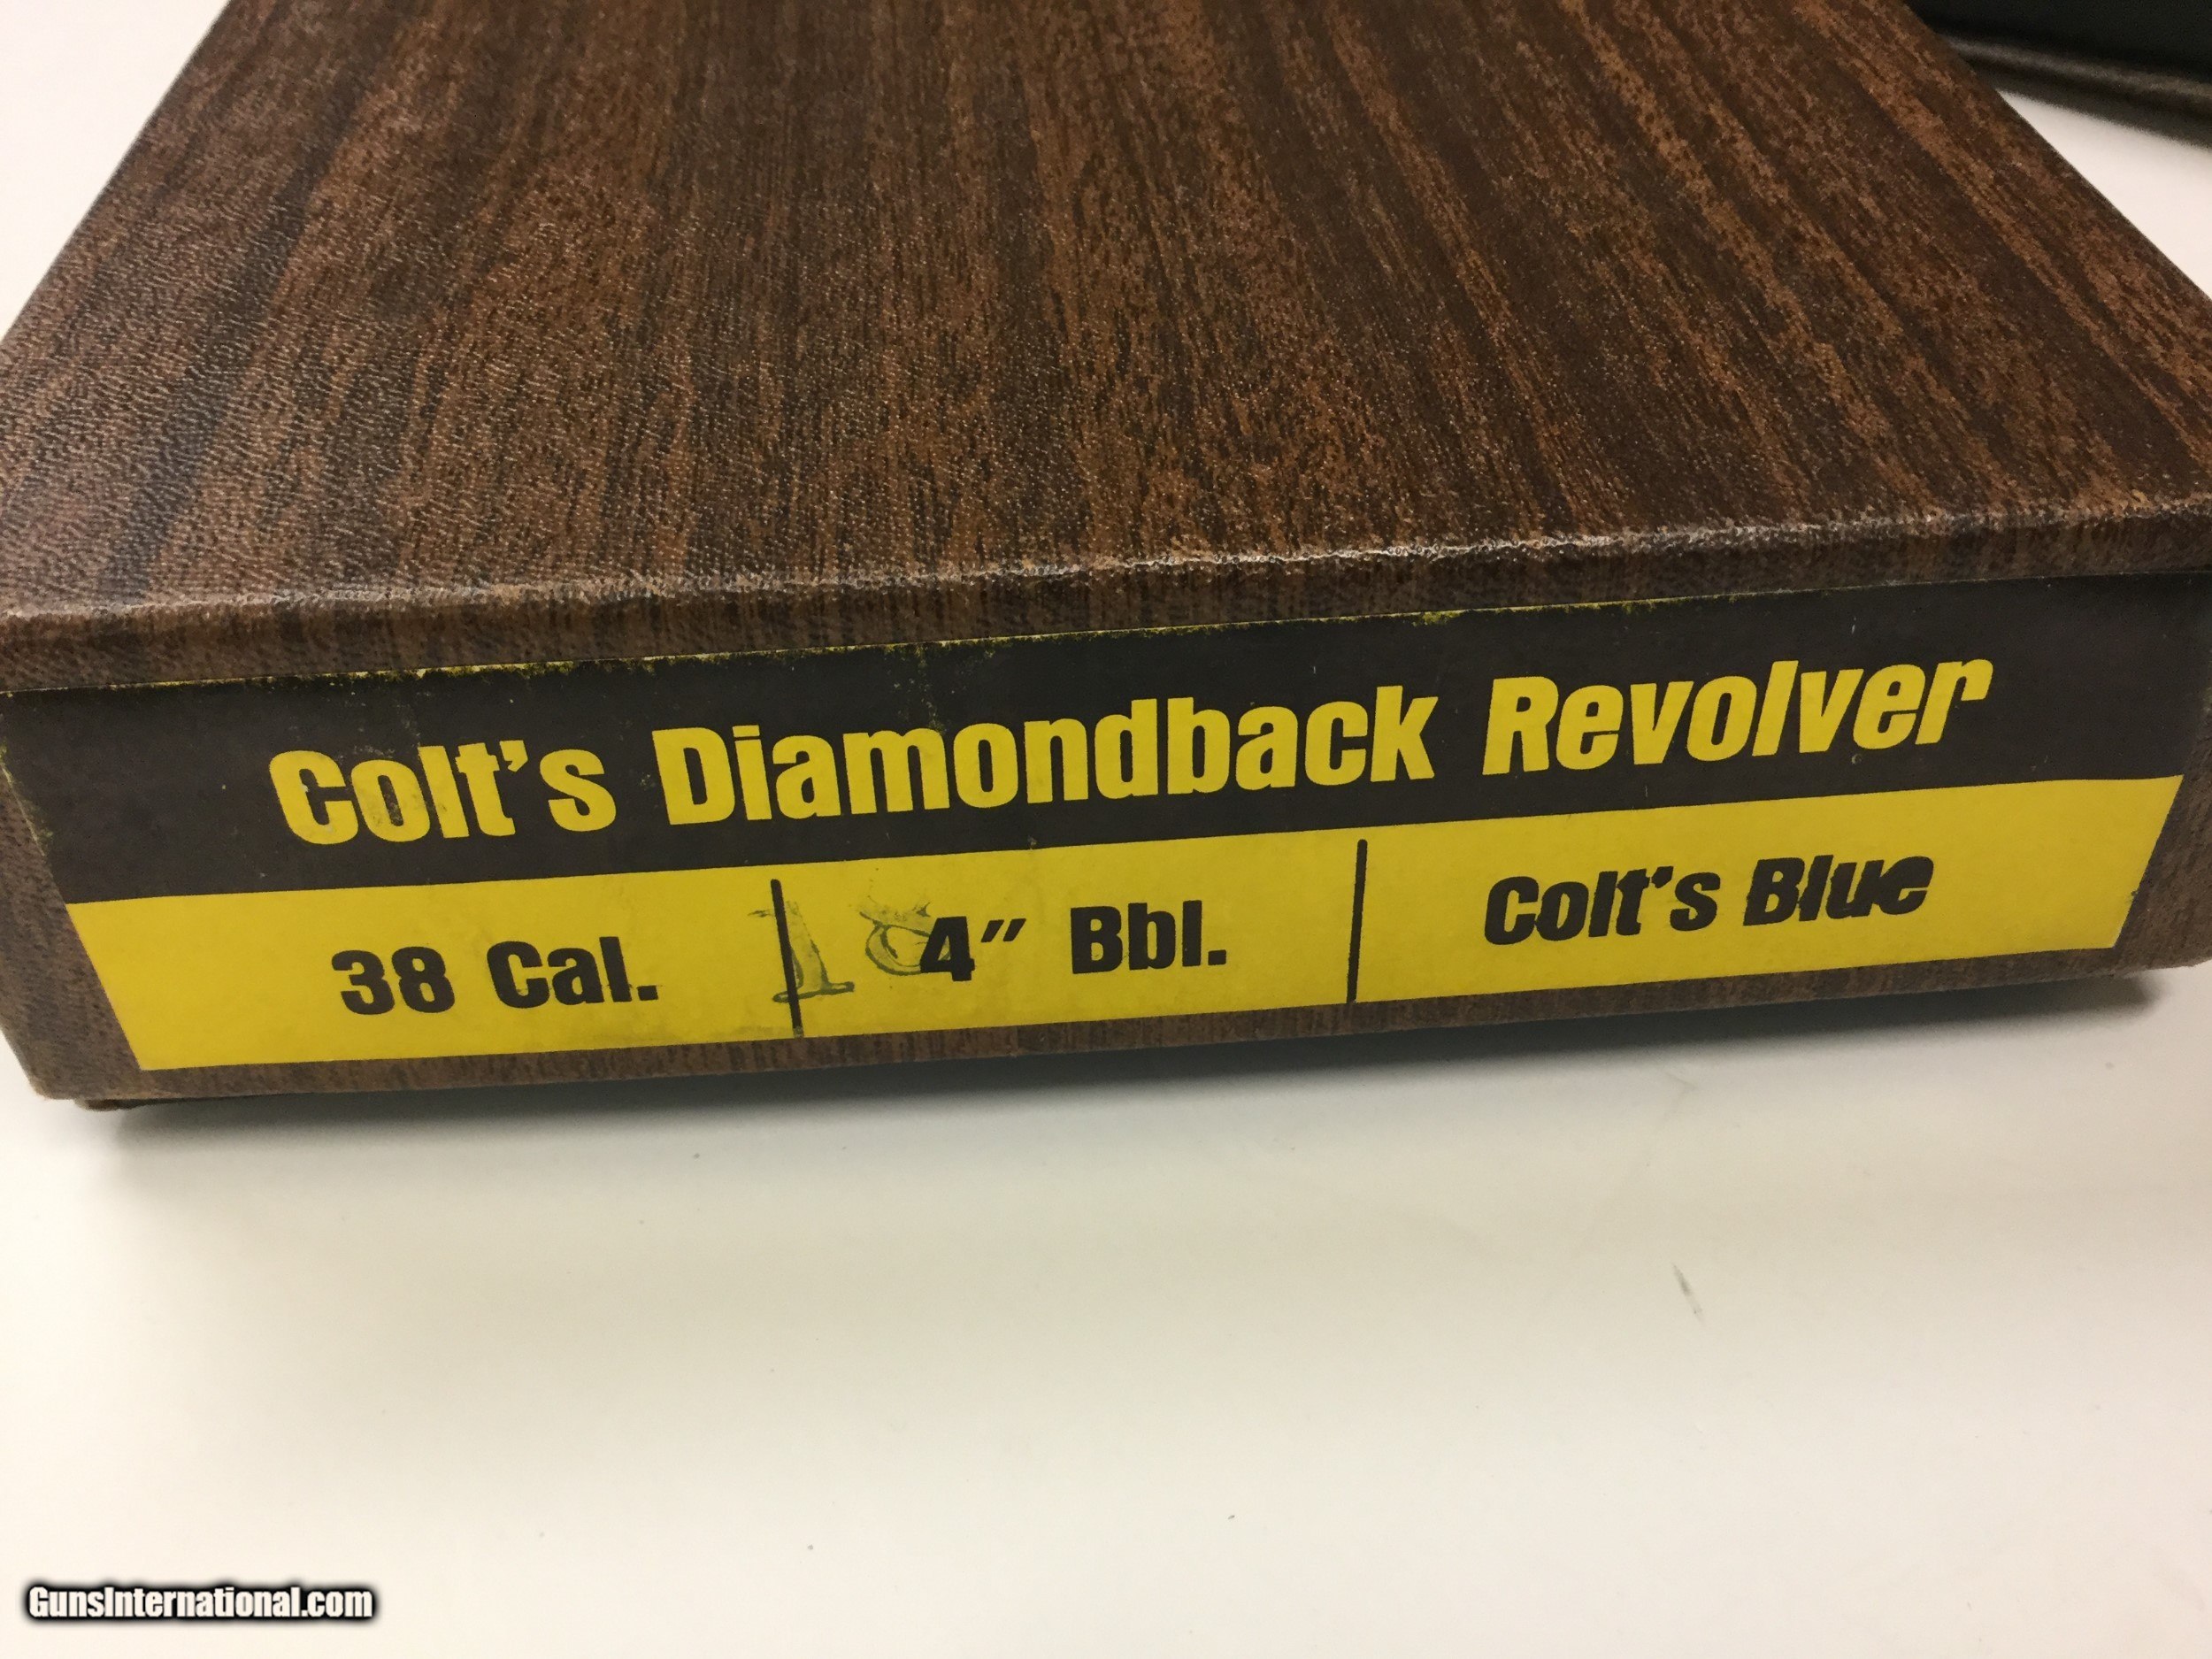 Colt's Diamondback Revolver
38 Cal. 4" Bbl. Colt's Blue
GunsInternational.com